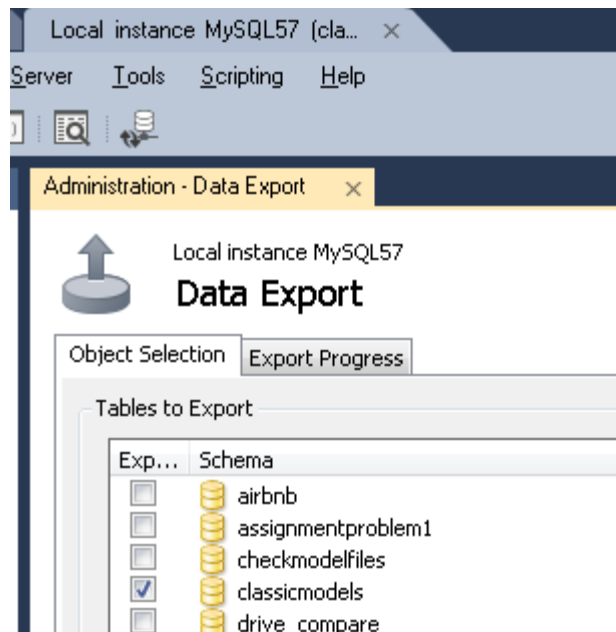 Local instance MySQL57 (cla...
Server Tools Scripting Help
Administration - Data Export
Local instance MySQL57
Data Export
Object Selection Export Progress
Tables to Export
Exp... Schema
airbnb
assignmentproblem1
checkmodelfiles
classicmodels
drive_compare